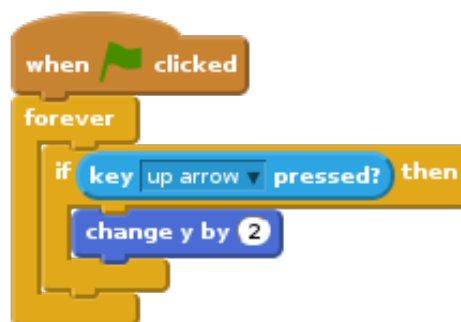 when clicked
forever
if key up arrow pressed? then
change y by 2